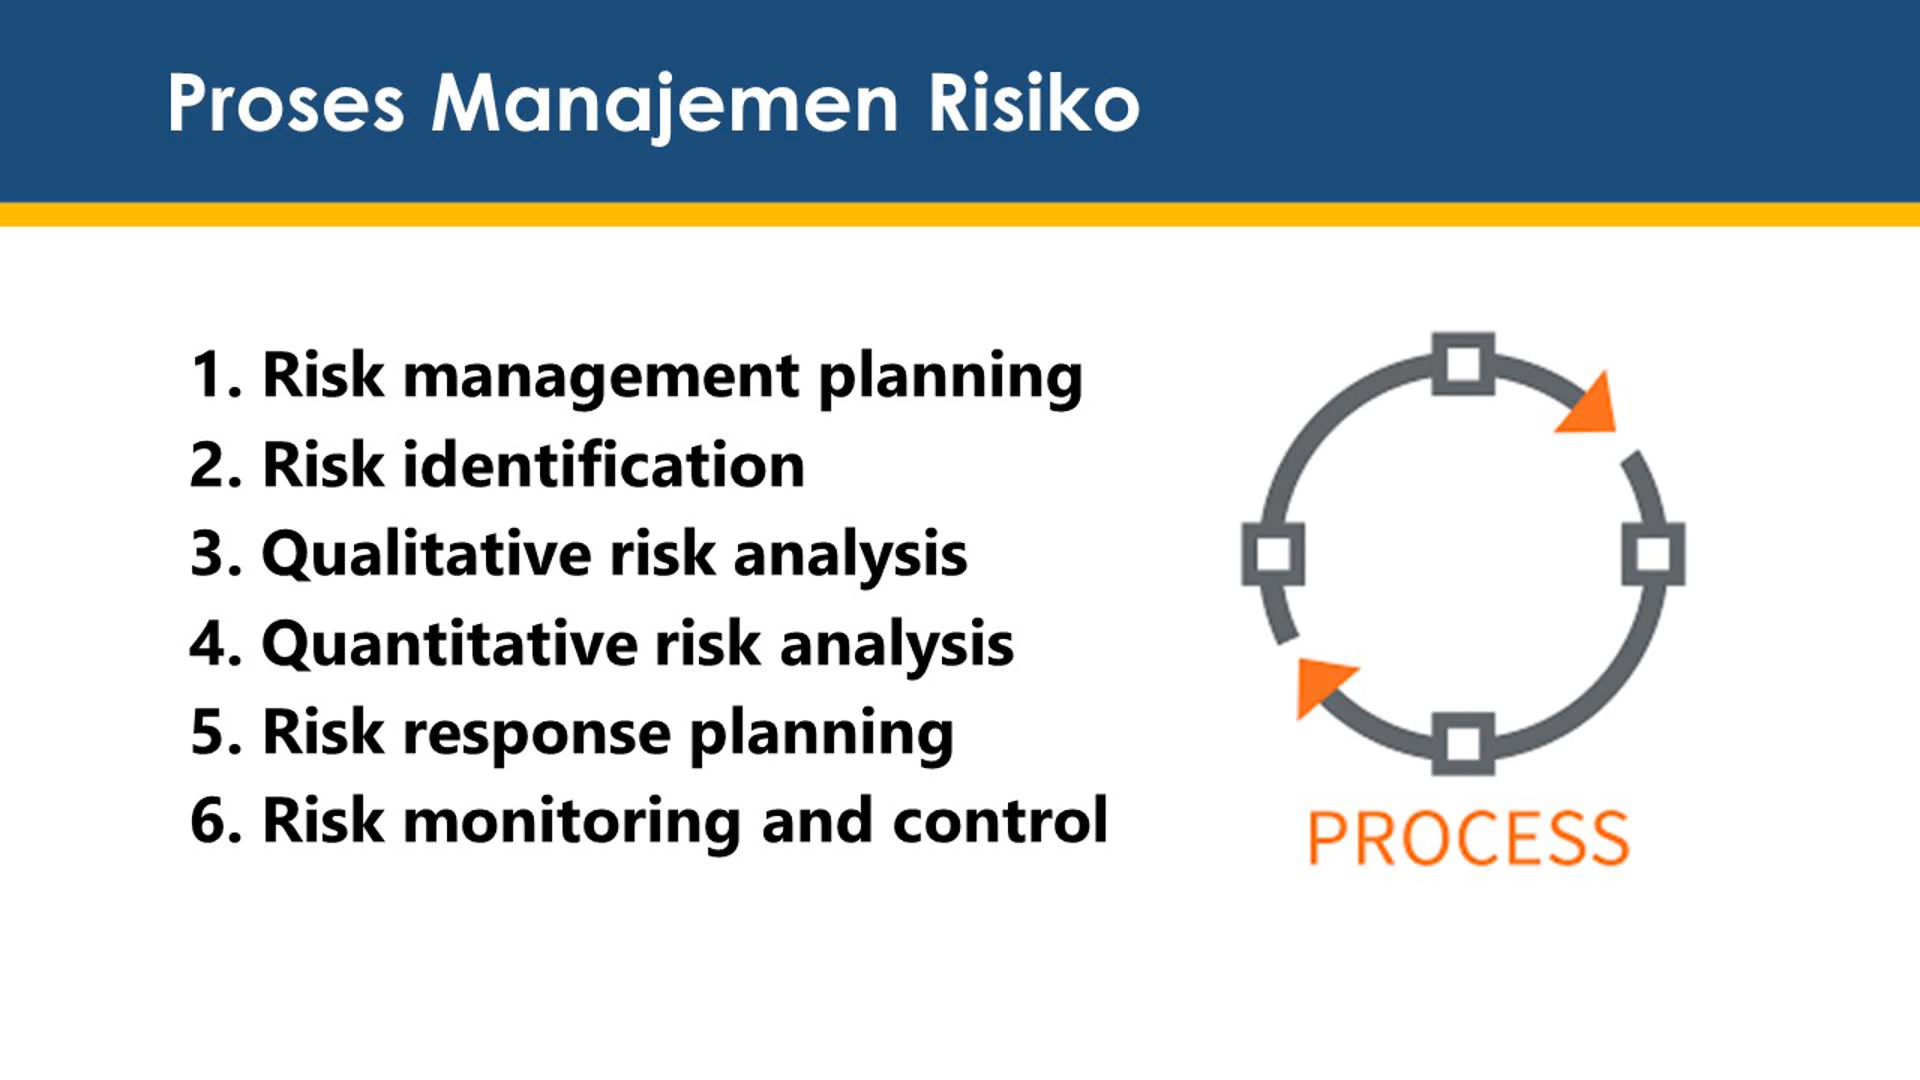 Proses Manajemen Risiko
1. Risk management planning
2. Risk identification
3. Qualitative risk analysis
4. Quantitative risk analysis
5. Risk response planning
6. Risk monitoring and control
PROCESS